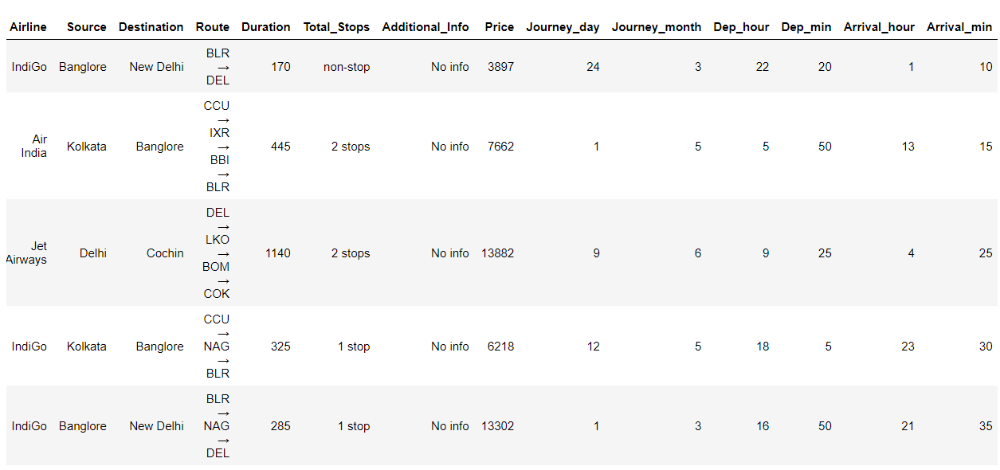 Airline Source Destination Route Duration Total_Stops Additional_Info Price Journey_day Journey_month Dep_hour Dep_min Arrival_hour Arrival_min
IndiGo Banglore New Delhi BLR → DEL 170 non-stop No info 3897 24 3 22 20 1 10
Air India Kolkata Banglore CCU → IXR → BBI → BLR 445 2 stops No info 7662 1 5 5 50 13 15
Jet Airways Delhi Cochin DEL → LKO → BOM → COK 1140 2 stops No info 13882 9 6 9 25 4 25
IndiGo Kolkata Banglore CCU → NAG → BLR 325 1 stop No info 6218 12 5 18 5 23 30
IndiGo Banglore New Delhi BLR → NAG → DEL 285 1 stop No info 13302 1 3 16 50 21 35